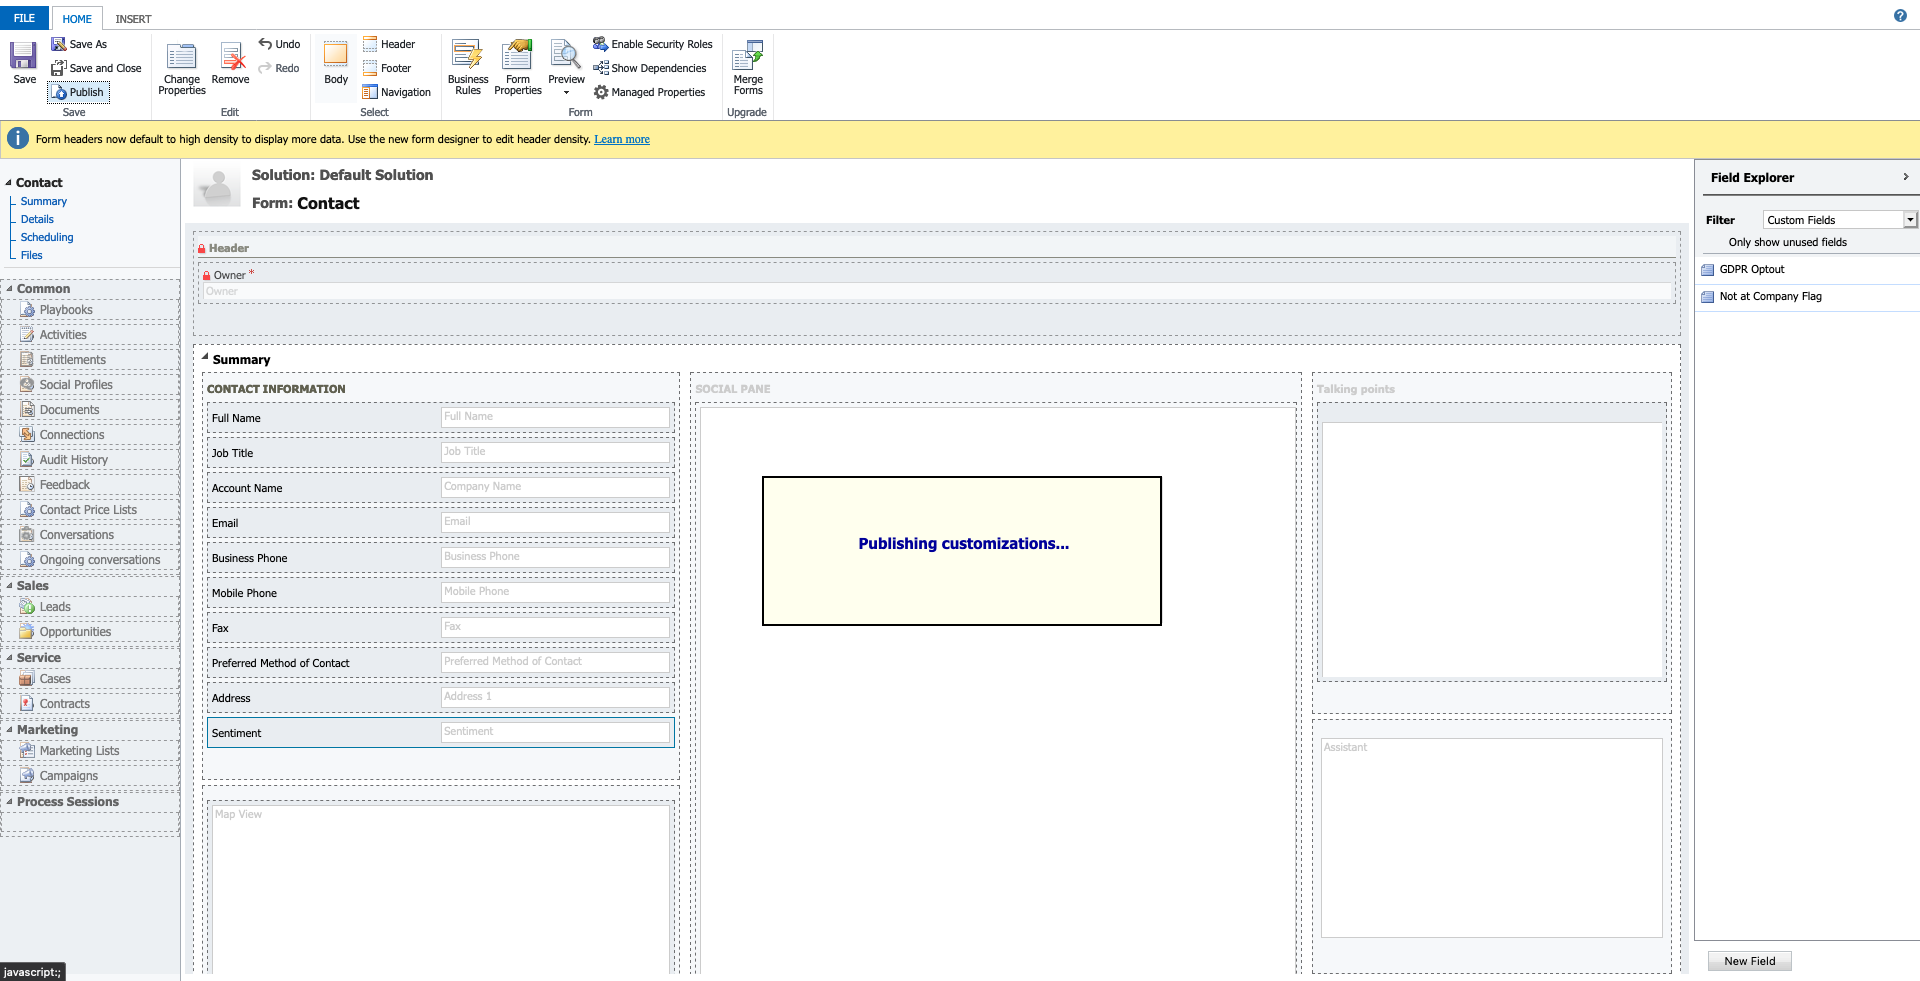 FILE
HOME
INSERT
Save
Save As
Save and Close
Publish
Save
Change Properties
Remove
Undo
Redo
Edit
Body
Header
Footer
Navigation
Select
Business Rules
Form Properties
Preview
Enable Security Roles
Show Dependencies
Managed Properties
Form
Merge Forms
Upgrade
Form headers now default to high density to display more data. Use the new form designer to edit header density. Learn more
Contact
Summary
Details
Scheduling
Files
Common
Playbooks
Activities
Entitlements
Social Profiles
Documents
Connections
Audit History
Feedback
Contact Price Lists
Conversations
Ongoing conversations
Sales
Leads
Opportunities
Service
Cases
Contracts
Marketing
Marketing Lists
Campaigns
Process Sessions
javascript:;
Solution: Default Solution
Form: Contact
Header
Owner *
Owner
Summary
CONTACT INFORMATION
Full Name Full Name
Job Title Job Title
Account Name Company Name
Email Email
Business Phone Business Phone
Mobile Phone Mobile Phone
Fax Fax
Preferred Method of Contact Preferred Method of Contact
Address Address 1
Sentiment Sentiment
Map View
SOCIAL PANE
Publishing customizations...
Talking points
Assistant
Field Explorer
Filter Custom Fields
Only show unused fields
GDPR Optout
Not at Company Flag
New Field